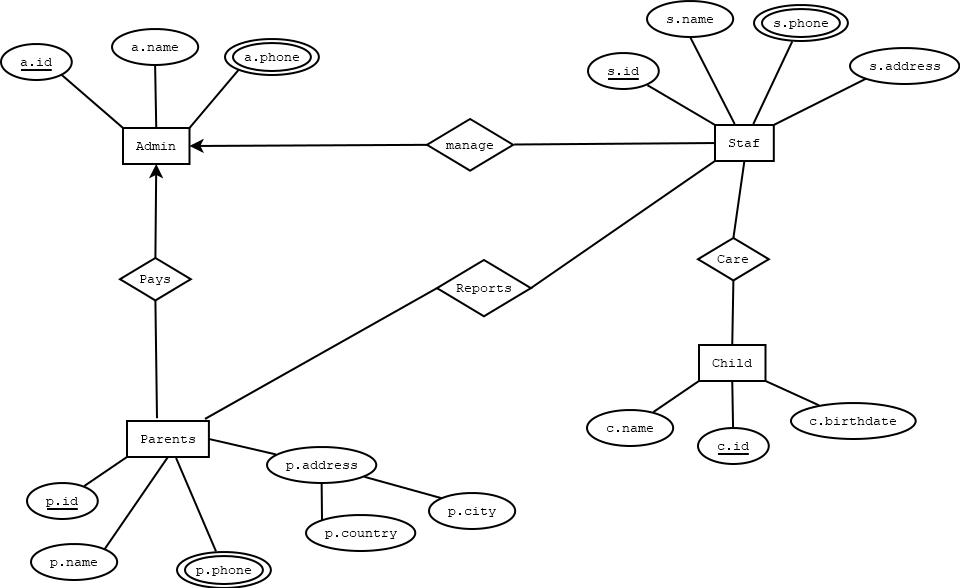 s.name
s.phone
a.name
a.phone
a.id
s.id
s.address
Admin
manage
Staf
Pays
Reports
Care
Child
c.name
c.id
c.birthdate
Parents
p.address
p.id
p.city
p.country
p.name
p.phone